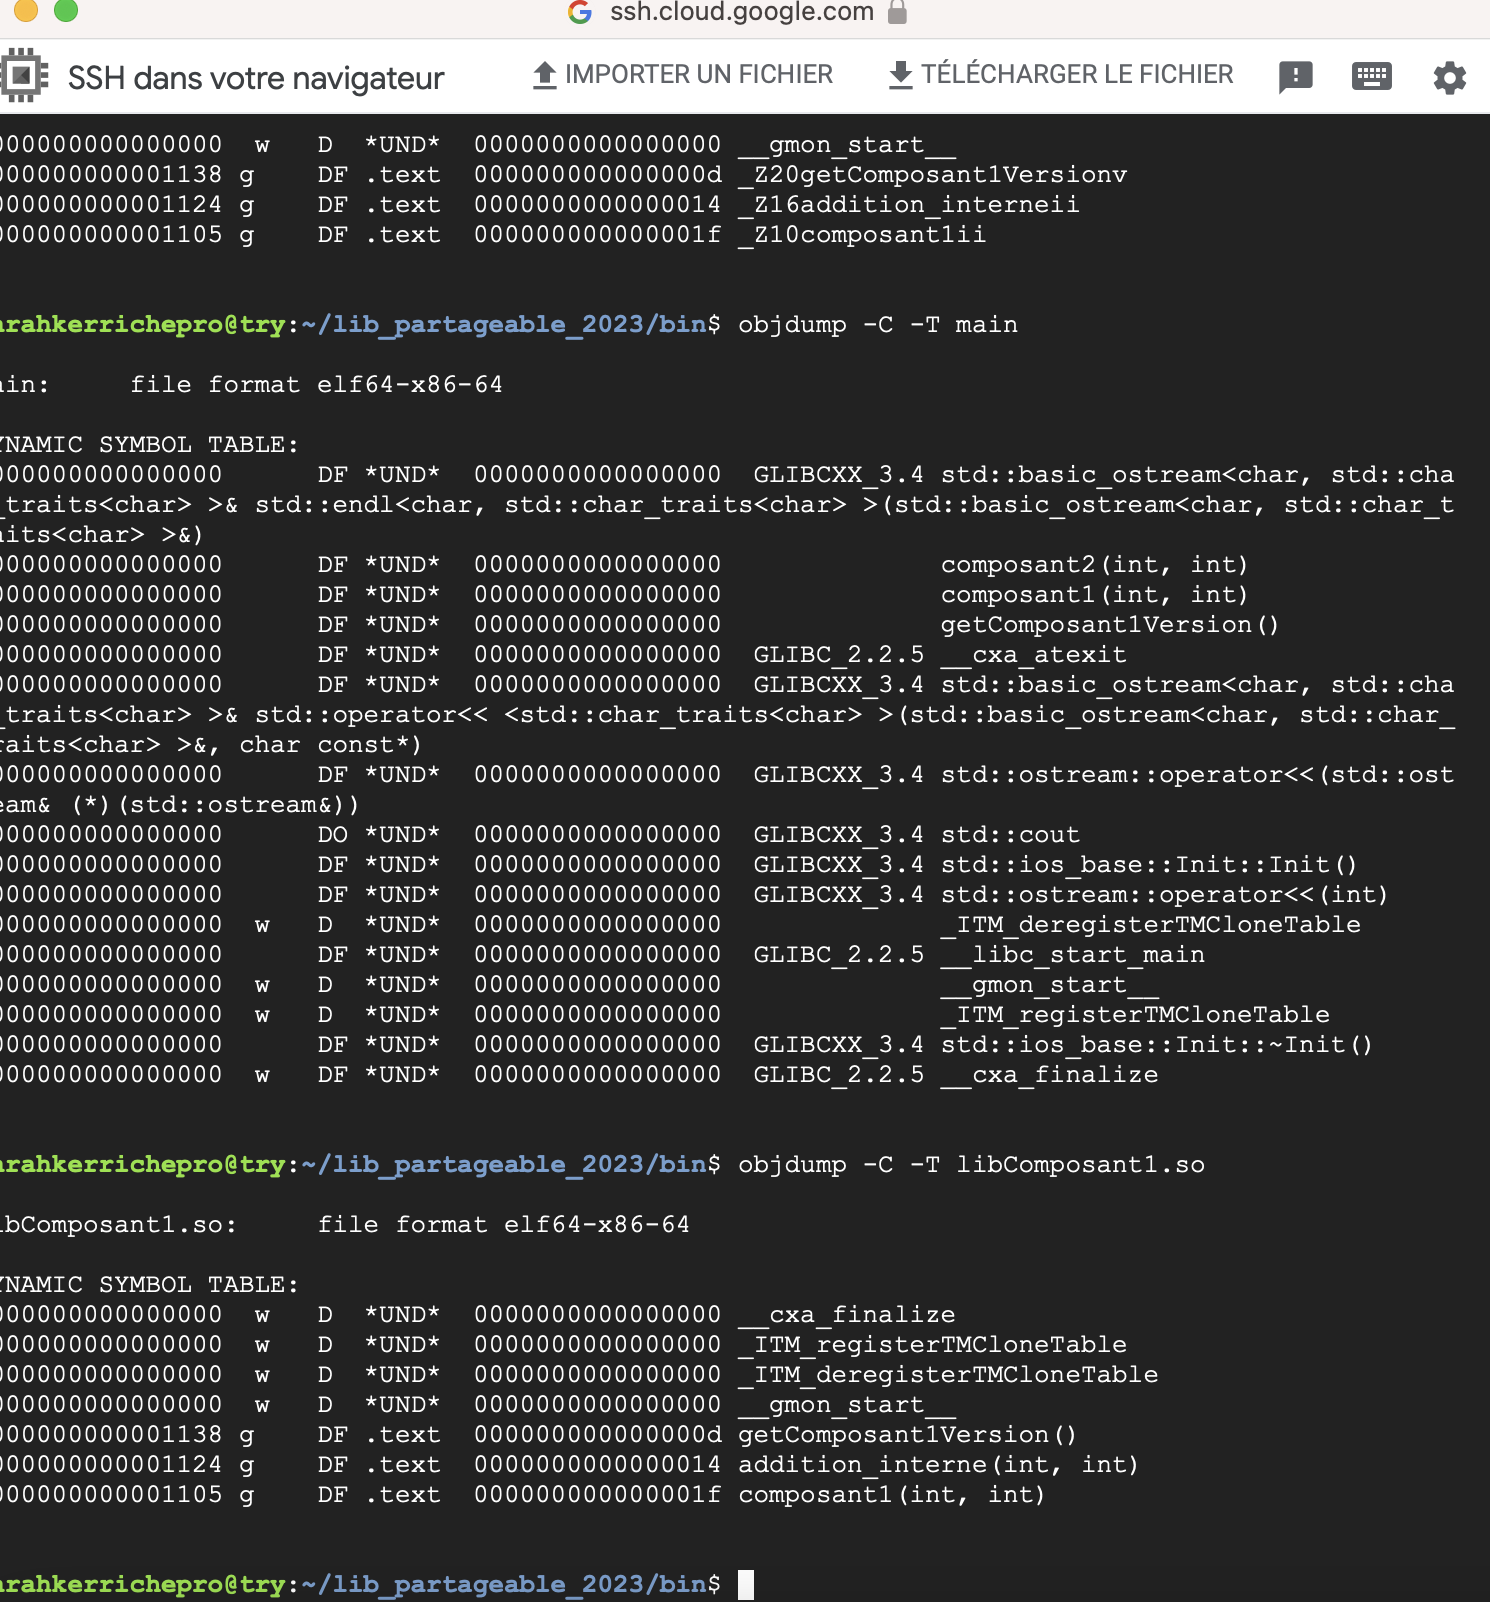 ssh.cloud.google.com
SSH dans votre navigateur IMPORTER UN FICHIER TÉLÉCHARGER LE FICHIER
000000000000000  w   D  *UND*  0000000000000000 __gmon_start__
000000000001138 g    DF .text  000000000000000d _Z20getComposant1Versionv
000000000001124 g    DF .text  0000000000000014 _Z16addition_interneii
000000000001105 g    DF .text  000000000000001f _Z10composant1ii
arahkerrichepro@try:~/lib_partageable_2023/bin$ objdump -C -T main
ain:     file format elf64-x86-64
YNAMIC SYMBOL TABLE:
000000000000000      DF *UND*  0000000000000000  GLIBCXX_3.4 std::basic_ostream<char, std::cha
_traits<char> >& std::endl<char, std::char_traits<char> >(std::basic_ostream<char, std::char_t
aits<char> >&)
000000000000000      DF *UND*  0000000000000000              composant2(int, int)
000000000000000      DF *UND*  0000000000000000              composant1(int, int)
000000000000000      DF *UND*  0000000000000000              getComposant1Version()
000000000000000      DF *UND*  0000000000000000  GLIBC_2.2.5 __cxa_atexit
000000000000000      DF *UND*  0000000000000000  GLIBCXX_3.4 std::basic_ostream<char, std::cha
_traits<char> >& std::operator<< <std::char_traits<char> >(std::basic_ostream<char, std::char_
raits<char> >&, char const*)
000000000000000      DF *UND*  0000000000000000  GLIBCXX_3.4 std::ostream::operator<<(std::ost
eam& (*)(std::ostream&))
000000000000000      DO *UND*  0000000000000000  GLIBCXX_3.4 std::cout
000000000000000      DF *UND*  0000000000000000  GLIBCXX_3.4 std::ios_base::Init::Init()
000000000000000      DF *UND*  0000000000000000  GLIBCXX_3.4 std::ostream::operator<<(int)
000000000000000  w   D  *UND*  0000000000000000              _ITM_deregisterTMCloneTable
000000000000000      DF *UND*  0000000000000000  GLIBC_2.2.5 __libc_start_main
000000000000000  w   D  *UND*  0000000000000000              __gmon_start__
000000000000000  w   D  *UND*  0000000000000000              _ITM_registerTMCloneTable
000000000000000      DF *UND*  0000000000000000  GLIBCXX_3.4 std::ios_base::Init::~Init()
000000000000000  w   DF *UND*  0000000000000000  GLIBC_2.2.5 __cxa_finalize
arahkerrichepro@try:~/lib_partageable_2023/bin$ objdump -C -T libComposant1.so
ibComposant1.so:     file format elf64-x86-64
YNAMIC SYMBOL TABLE:
000000000000000  w   D  *UND*  0000000000000000 __cxa_finalize
000000000000000  w   D  *UND*  0000000000000000 _ITM_registerTMCloneTable
000000000000000  w   D  *UND*  0000000000000000 _ITM_deregisterTMCloneTable
000000000000000  w   D  *UND*  0000000000000000 __gmon_start__
000000000001138 g    DF .text  000000000000000d getComposant1Version()
000000000001124 g    DF .text  0000000000000014 addition_interne(int, int)
000000000001105 g    DF .text  000000000000001f composant1(int, int)
arahkerrichepro@try:~/lib_partageable_2023/bin$